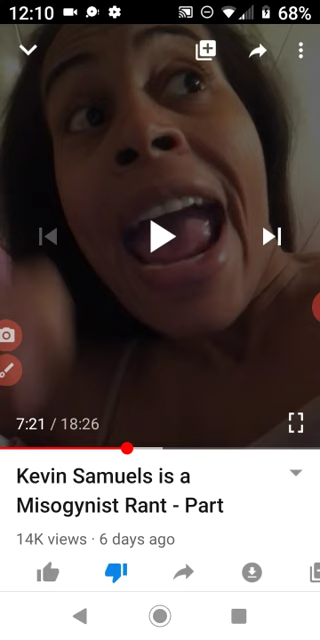 12:10
68%
7:21 / 18:26
Kevin Samuels is a
Misogynist Rant - Part
14K views · 6 days ago